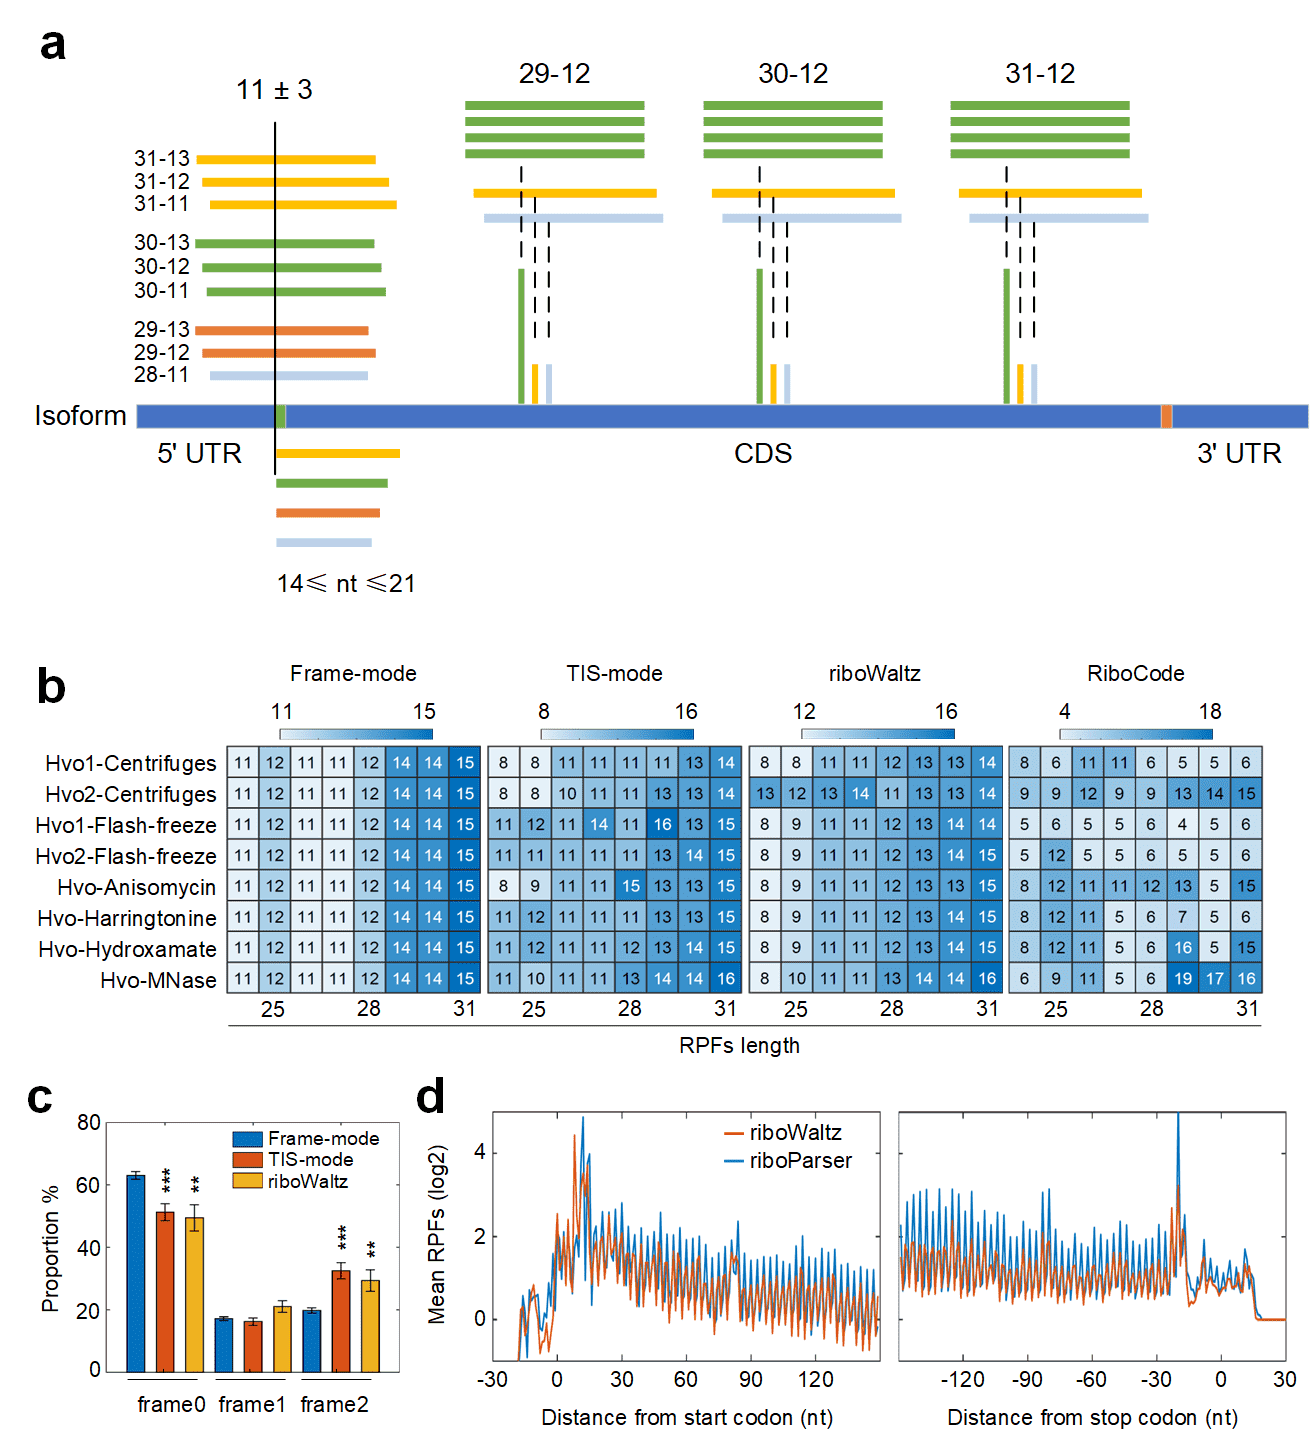 a
11 ± 3
29-12
30-12
31-12
31-13
31-12
31-11
30-13
30-12
30-11
29-13
29-12
28-11
Isoform
5' UTR
CDS
3' UTR
14≤ nt ≤21
b
Frame-mode
TIS-mode
riboWaltz
RiboCode
11 15
8 16
12 16
4 18
Hvo1-Centrifuges 11 12 11 11 12 14 14 15 8 8 11 11 11 11 13 14 8 8 11 11 12 13 13 14 8 6 11 11 6 5 5 6
Hvo2-Centrifuges 11 12 11 11 12 14 14 15 8 8 10 11 11 13 13 14 13 12 13 14 11 13 13 14 9 9 12 9 9 13 14 15
Hvo1-Flash-freeze 11 12 11 11 12 14 14 15 11 12 11 14 11 16 13 15 8 9 11 11 12 13 14 14 5 6 5 5 6 4 5 6
Hvo2-Flash-freeze 11 12 11 11 12 14 14 15 11 11 11 11 11 13 14 15 8 9 11 11 12 13 14 15 5 12 5 5 6 5 5 6
Hvo-Anisomycin 11 12 11 11 12 14 14 15 8 9 11 11 15 13 13 15 8 9 11 11 12 13 13 15 8 12 11 11 12 13 5 15
Hvo-Harringtonine 11 12 11 11 12 14 14 15 11 12 11 11 11 13 13 15 8 9 11 11 12 13 14 15 8 12 11 5 6 7 5 6
Hvo-Hydroxamate 11 12 11 11 12 14 14 15 11 12 11 11 12 13 14 15 8 9 11 11 12 13 14 15 8 12 11 5 6 16 5 15
Hvo-MNase 11 12 11 11 12 14 14 15 11 10 11 11 13 14 14 16 8 10 11 11 13 14 14 16 6 9 11 5 6 19 17 16
25 28 31 25 28 31 25 28 31 25 28 31
RPFs length
c
Proportion %
80
60
40
20
0
Frame-mode
TIS-mode
riboWaltz
***
**
***
**
frame0 frame1 frame2
d
Mean RPFs (log2)
4
2
0
riboWaltz
riboParser
-30 0 30 60 90 120
Distance from start codon (nt)
-120 -90 -60 -30 0 30
Distance from stop codon (nt)